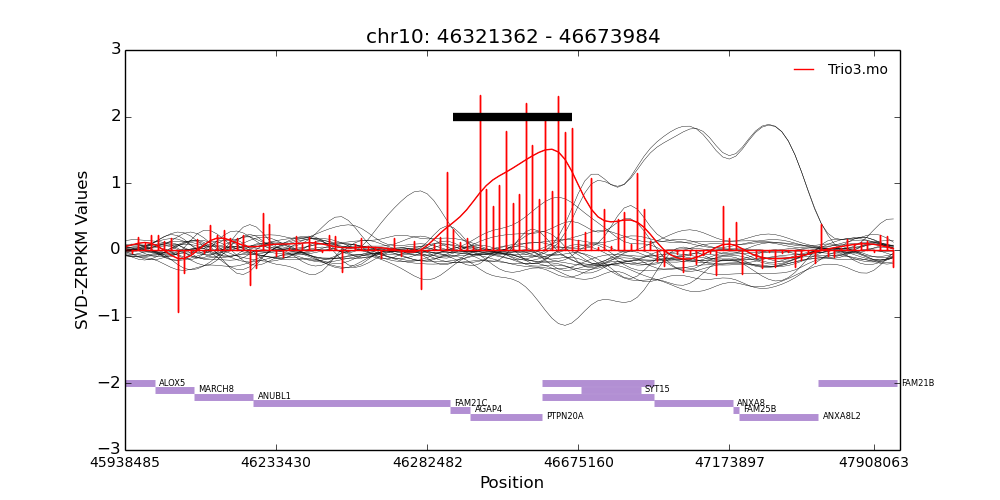 chr10: 46321362 - 46673984
Trio3.mo
SVD-ZRPKM Values
3
2
1
0
−1
−2
−3
ALOX5
FAM21B
MARCH8
SYT15
ANUBL1
FAM21C
ANXA8
AGAP4
FAM25B
PTPN20A
ANXA8L2
45938485 46233430 46282482 46675160 47173897 47908063
Position